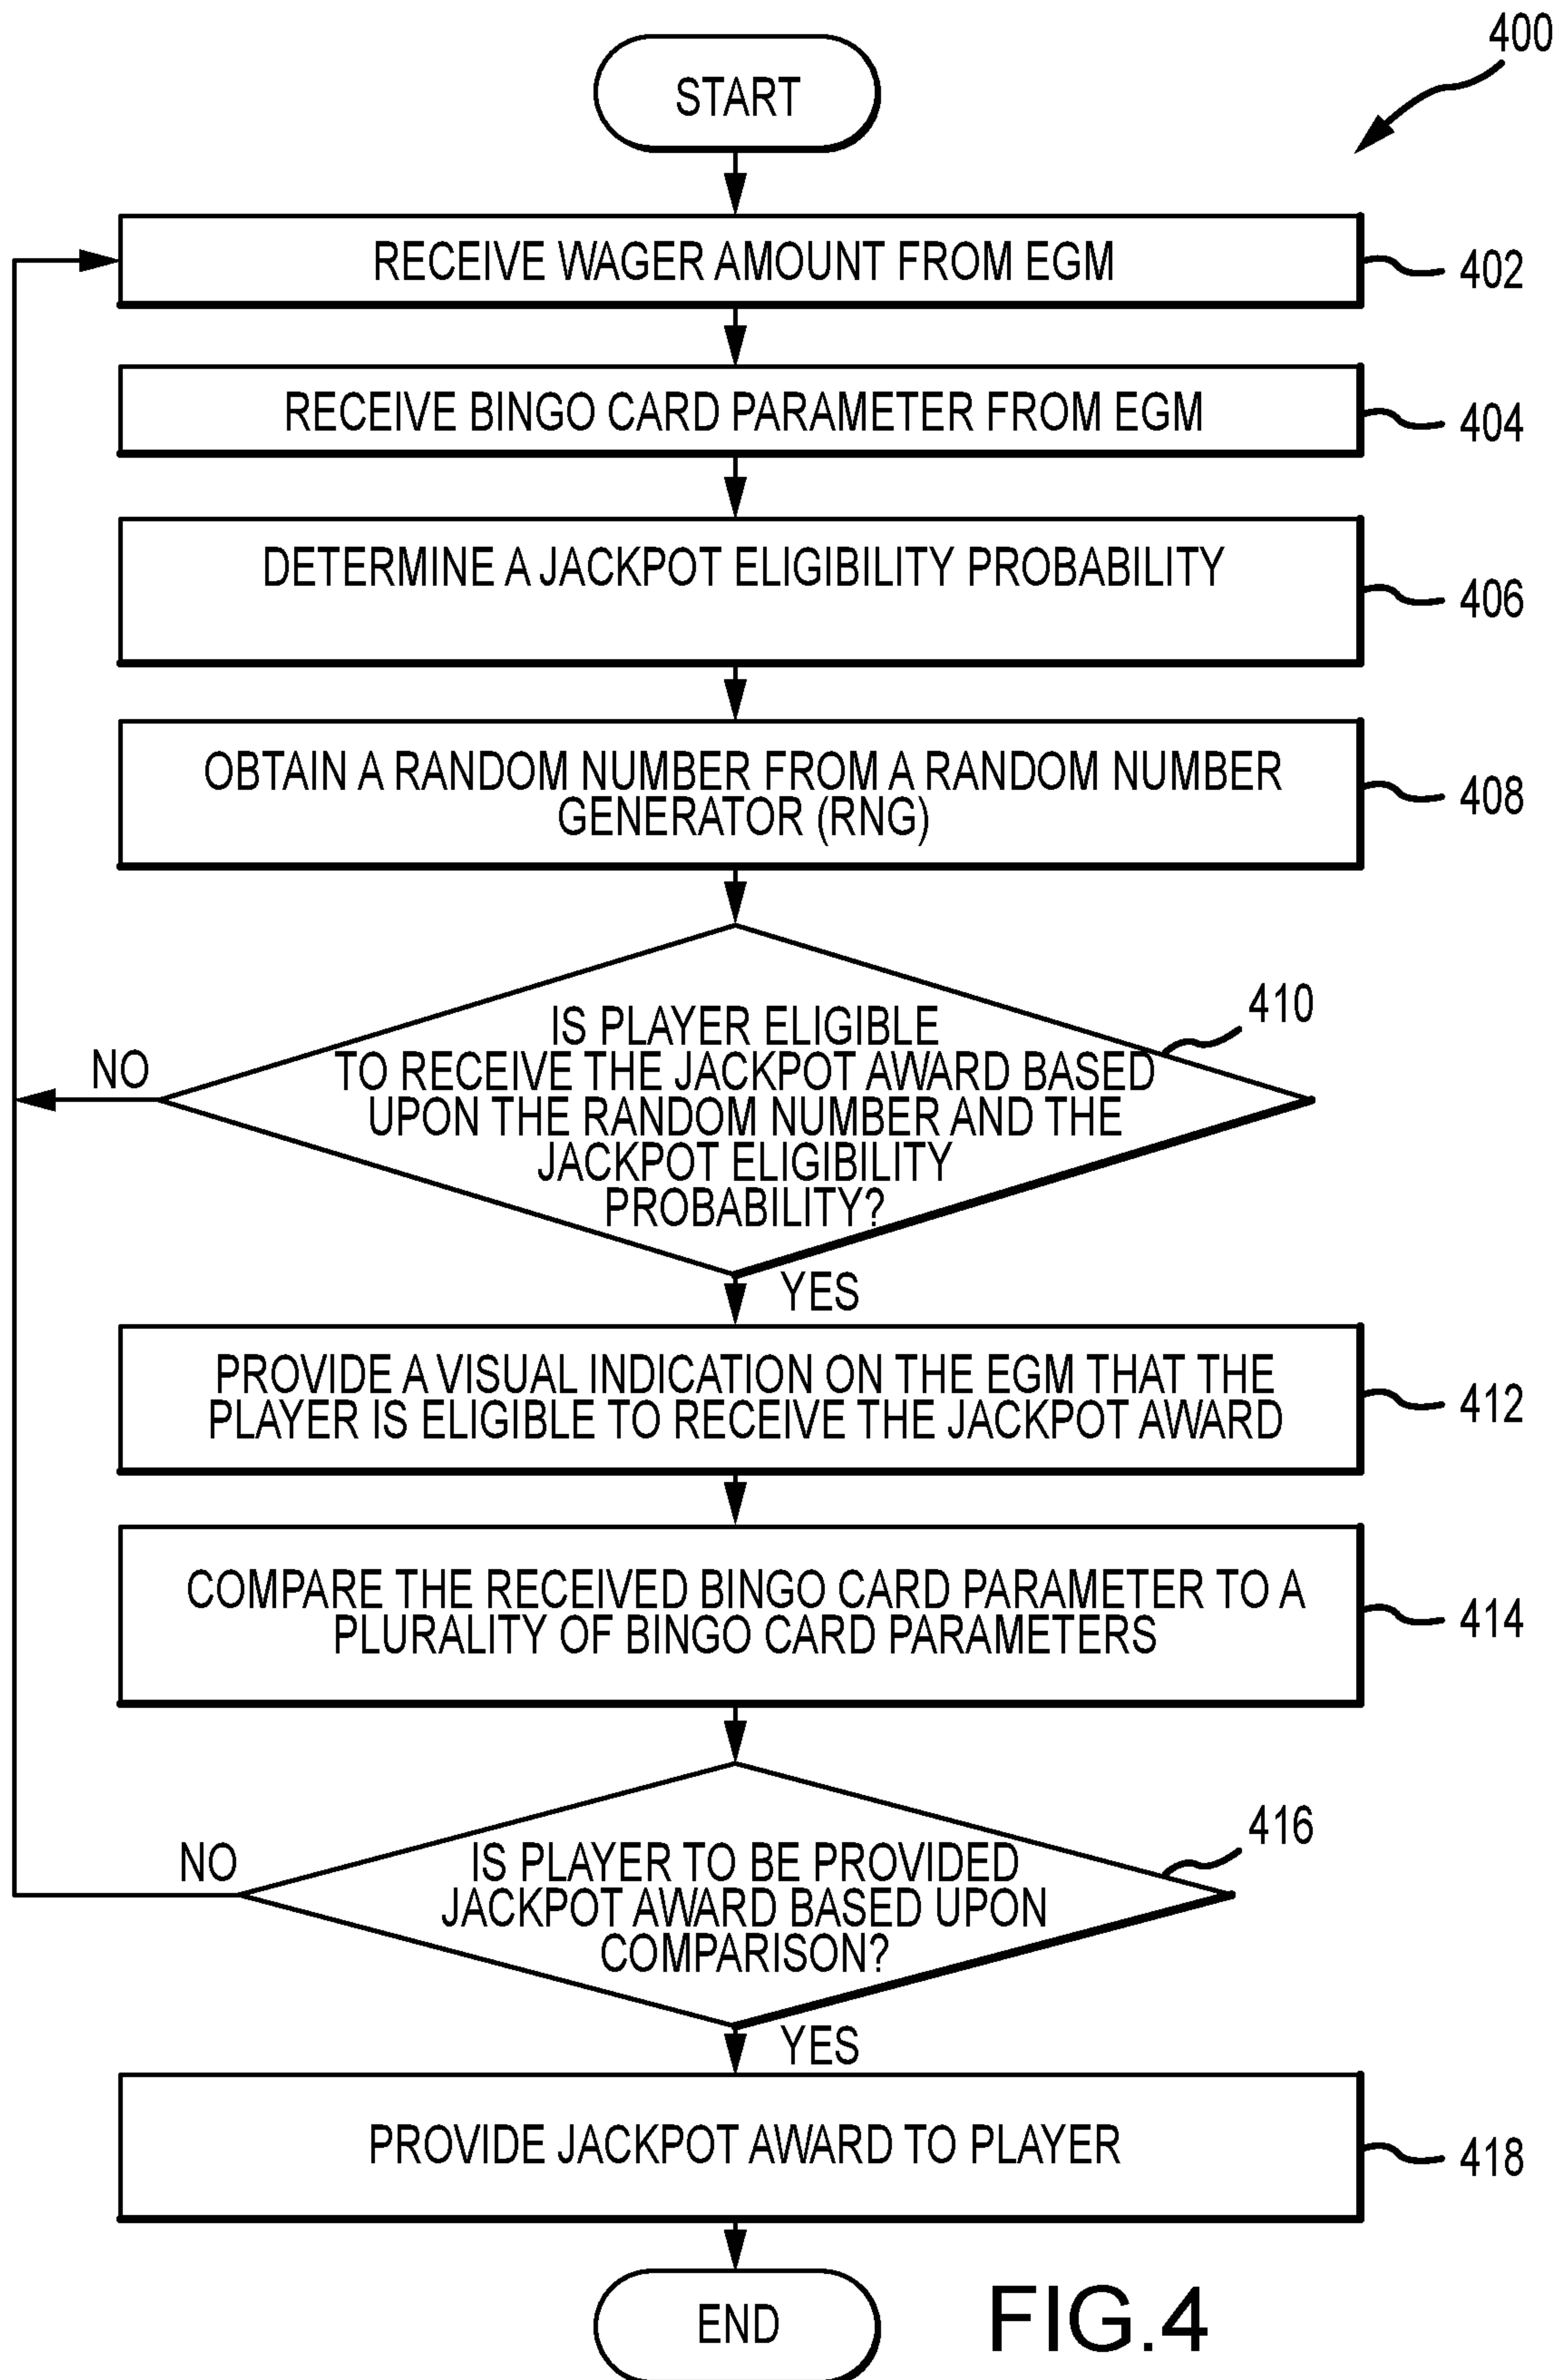 400
START
RECEIVE WAGER AMOUNT FROM EGM
402
RECEIVE BINGO CARD PARAMETER FROM EGM
404
DETERMINE A JACKPOT ELIGIBILITY PROBABILITY
406
OBTAIN A RANDOM NUMBER FROM A RANDOM NUMBER
GENERATOR (RNG)
408
410
IS PLAYER ELIGIBLE
TO RECEIVE THE JACKPOT AWARD BASED
UPON THE RANDOM NUMBER AND THE
JACKPOT ELIGIBILITY
PROBABILITY?
NO
YES
PROVIDE A VISUAL INDICATION ON THE EGM THAT THE
PLAYER IS ELIGIBLE TO RECEIVE THE JACKPOT AWARD
412
COMPARE THE RECEIVED BINGO CARD PARAMETER TO A
PLURALITY OF BINGO CARD PARAMETERS
414
416
NO
IS PLAYER TO BE PROVIDED
JACKPOT AWARD BASED UPON
COMPARISON?
YES
PROVIDE JACKPOT AWARD TO PLAYER
418
END
FIG.4